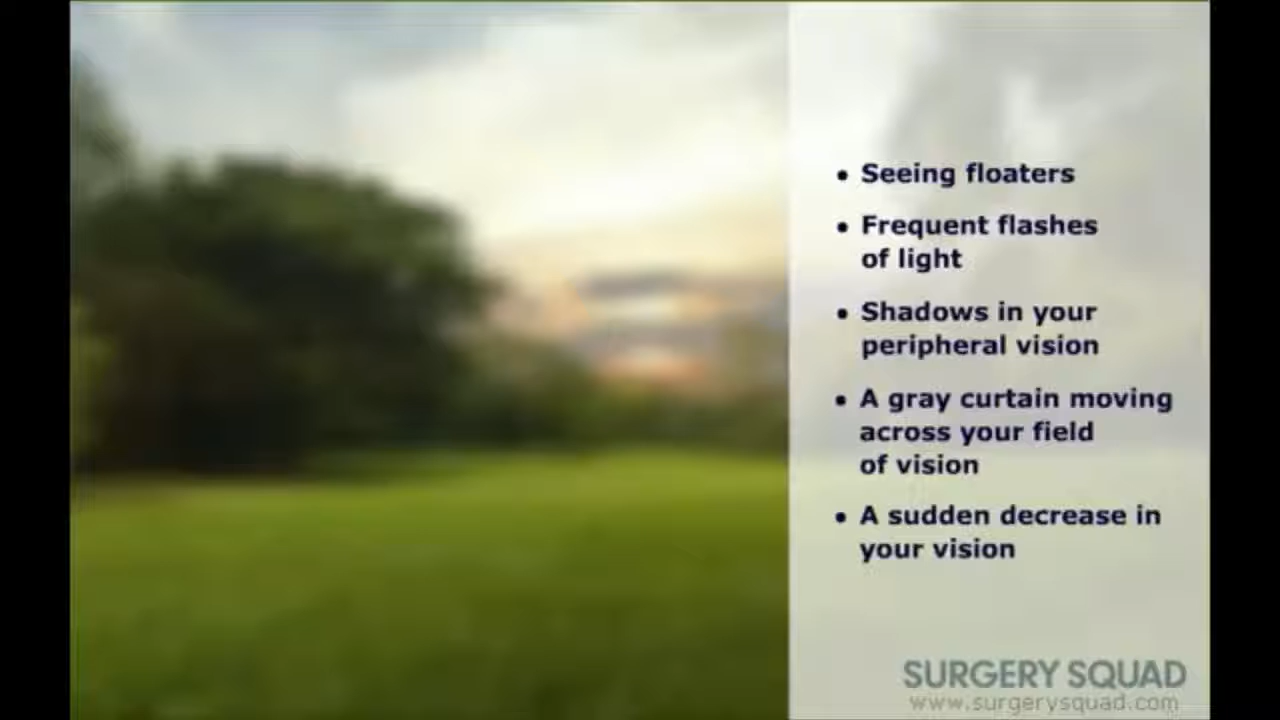 • Seeing floaters
• Frequent flashes
of light
• Shadows in your
peripheral vision
• A gray curtain moving
across your field
of vision
• A sudden decrease in
your vision
SURGERY SQUAD
www.surgerysquad.com